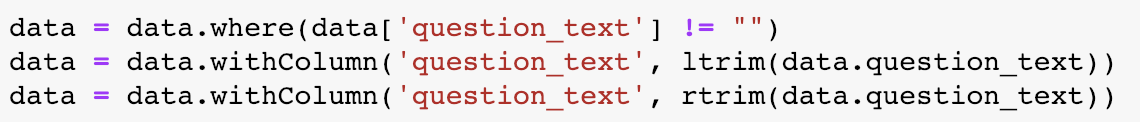 data = data.where(data['question_text'] != "")
data = data.withColumn('question_text', ltrim(data.question_text))
data = data.withColumn('question_text', rtrim(data.question_text))